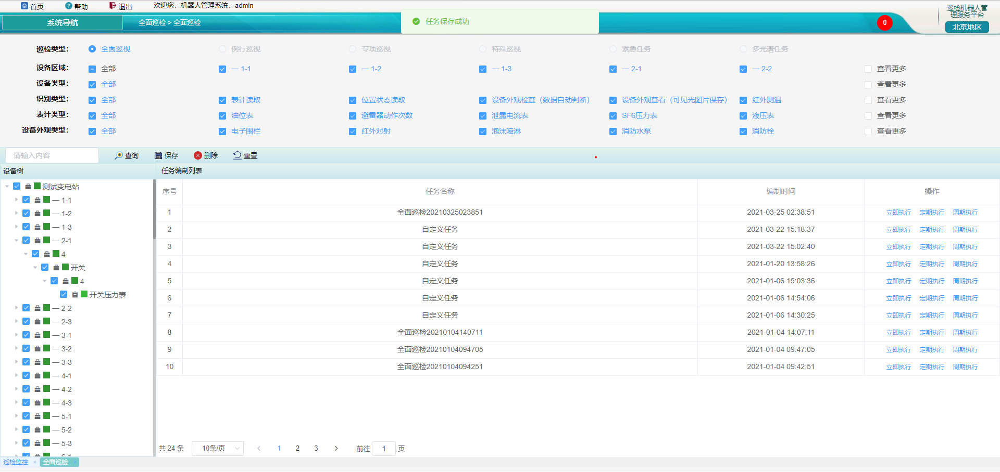 首页 帮助 退出 欢迎您，机器人管理系统，admin
巡检机器人管
理服务平台
北京地区
系统导航 全面巡检 > 全面巡检 任务保存成功 0
巡检类型： 全面巡视 例行巡视 专项巡视 特殊巡视 紧急任务 多光谱任务
设备区域： 全部 — 1-1 — 1-2 — 1-3 — 2-1 — 2-2 查看更多
设备类型： 全部 查看更多
识别类型： 全部 表计读取 位置状态读取 设备外观检查（数据自动判断） 设备外观查看（可见光图片保存） 红外测温 查看更多
表计类型： 全部 油位表 避雷器动作次数 泄露电流表 SF6压力表 液压表 查看更多
设备外观类型： 全部 电子围栏 红外对射 泡沫喷淋 消防水泵 消防栓 查看更多
请输入内容 查询 保存 删除 重置
设备树
测试变电站
— 1-1
— 1-2
— 1-3
— 2-1
4
开关
4
开关压力表
— 2-2
— 2-3
— 3-1
— 3-2
— 3-3
— 4-1
— 4-2
— 4-3
— 5-1
— 5-2
— 5-3
任务编制列表
序号 任务名称 编制时间 操作
1 全面巡检20210325023851 2021-03-25 02:38:51 立即执行 定期执行 周期执行
2 自定义任务 2021-03-22 15:18:37 立即执行 定期执行 周期执行
3 自定义任务 2021-03-22 15:02:40 立即执行 定期执行 周期执行
4 自定义任务 2021-01-20 13:58:26 立即执行 定期执行 周期执行
5 自定义任务 2021-01-06 15:03:36 立即执行 定期执行 周期执行
6 自定义任务 2021-01-06 14:54:06 立即执行 定期执行 周期执行
7 自定义任务 2021-01-06 14:30:25 立即执行 定期执行 周期执行
8 全面巡检20210104140711 2021-01-04 14:07:11 立即执行 定期执行 周期执行
9 全面巡检20210104094705 2021-01-04 09:47:05 立即执行 定期执行 周期执行
10 全面巡检20210104094251 2021-01-04 09:42:51 立即执行 定期执行 周期执行
共 24 条 10条/页 1 2 3 前往 1 页
巡检监控 × 全面巡检 ×